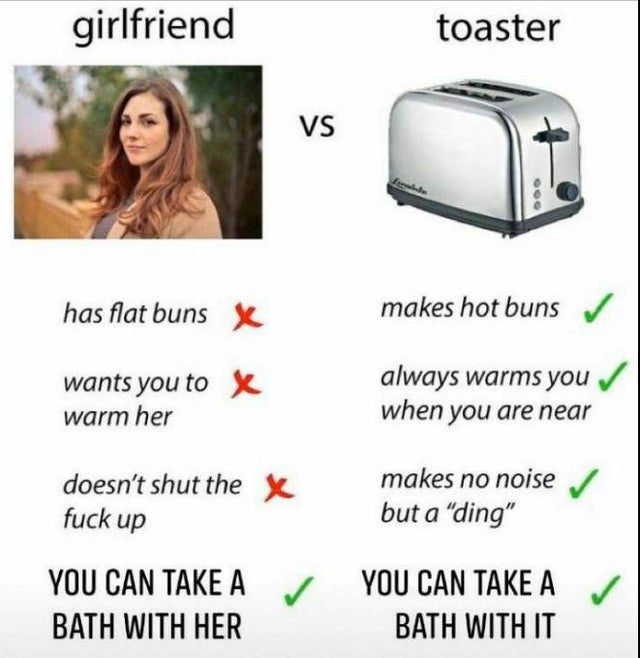 girlfriend
toaster
vs
has flat buns
makes hot buns
wants you to
warm her
always warms you
when you are near
doesn't shut the
fuck up
makes no noise
but a "ding"
YOU CAN TAKE A
BATH WITH HER
YOU CAN TAKE A
BATH WITH IT